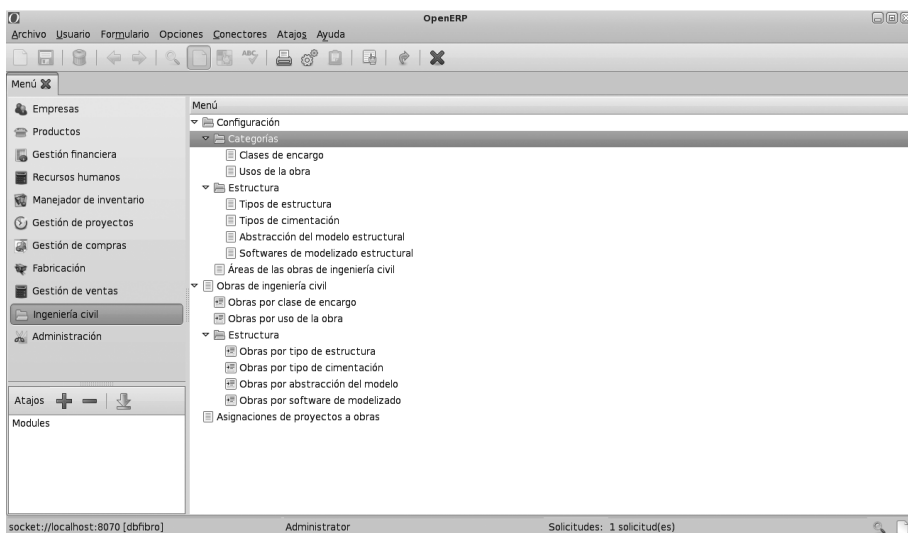 OpenERP
Archivo Usuario Formulario Opciones Conectores Atajos Ayuda
ABC
Menú
Empresas
Productos
Gestión financiera
Recursos humanos
Manejador de inventario
Gestión de proyectos
Gestión de compras
Fabricación
Gestión de ventas
Ingeniería civil
Administración
Atajos
Modules
Menú
Configuración
Categorías
Clases de encargo
Usos de la obra
Estructura
Tipos de estructura
Tipos de cimentación
Abstracción del modelo estructural
Softwares de modelizado estructural
Áreas de las obras de ingeniería civil
Obras de ingeniería civil
Obras por clase de encargo
Obras por uso de la obra
Estructura
Obras por tipo de estructura
Obras por tipo de cimentación
Obras por abstracción del modelo
Obras por software de modelizado
Asignaciones de proyectos a obras
socket://localhost:8070 [dbfibro] Administrator Solicitudes: 1 solicitud(es)